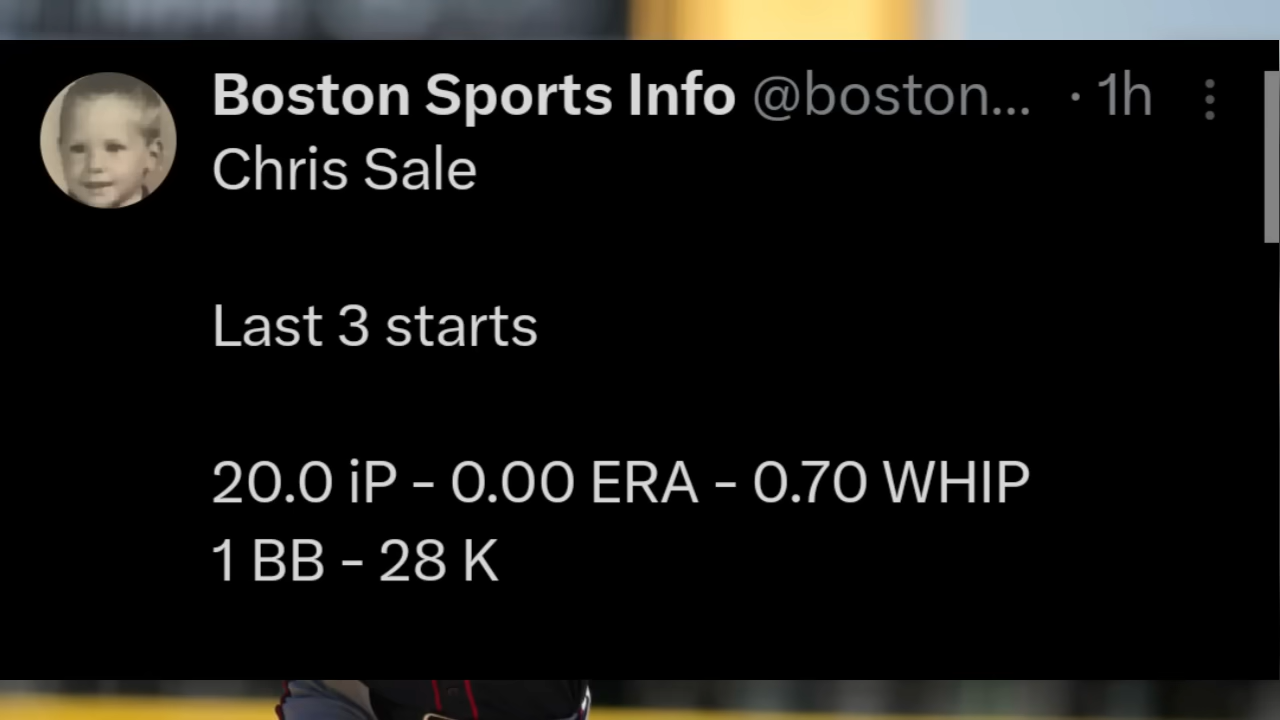 Boston Sports Info @boston... · 1h
Chris Sale
Last 3 starts
20.0 iP - 0.00 ERA - 0.70 WHIP
1 BB - 28 K